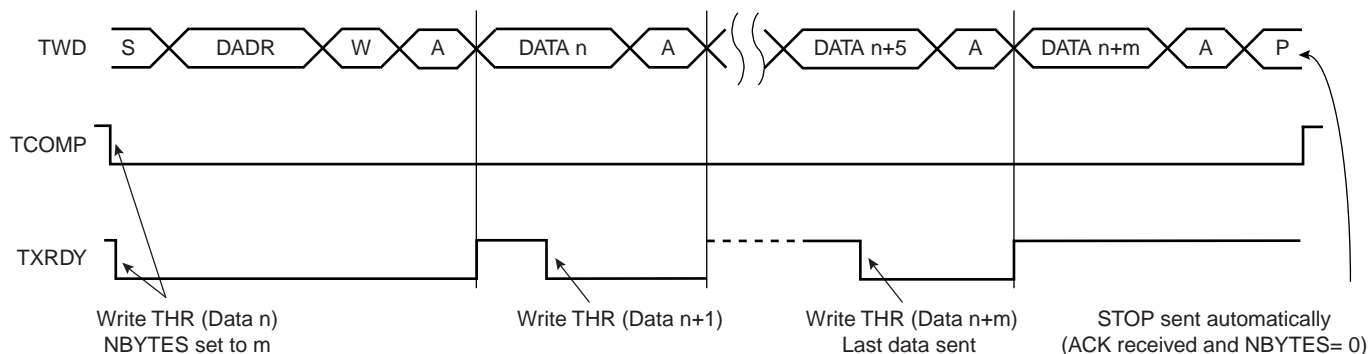 TWD S DADR W A DATA n A DATA n+5 A DATA n+m A P
TCOMP
TXRDY
Write THR (Data n)
NBYTES set to m
Write THR (Data n+1)
Write THR (Data n+m)
Last data sent
STOP sent automatically
(ACK received and NBYTES= 0)